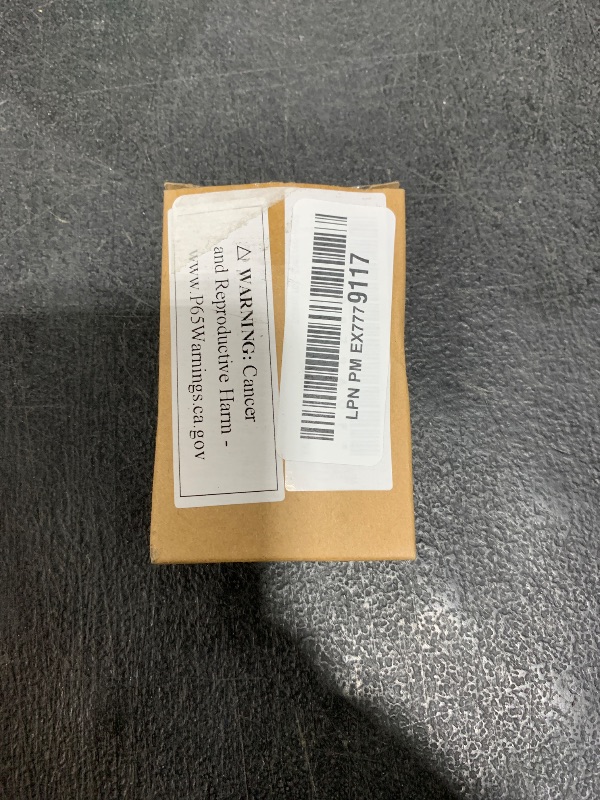 ⚠ WARNING: Cancer
and Reproductive Harm -
www.P65Warnings.ca.gov
LPN PM EX7779117